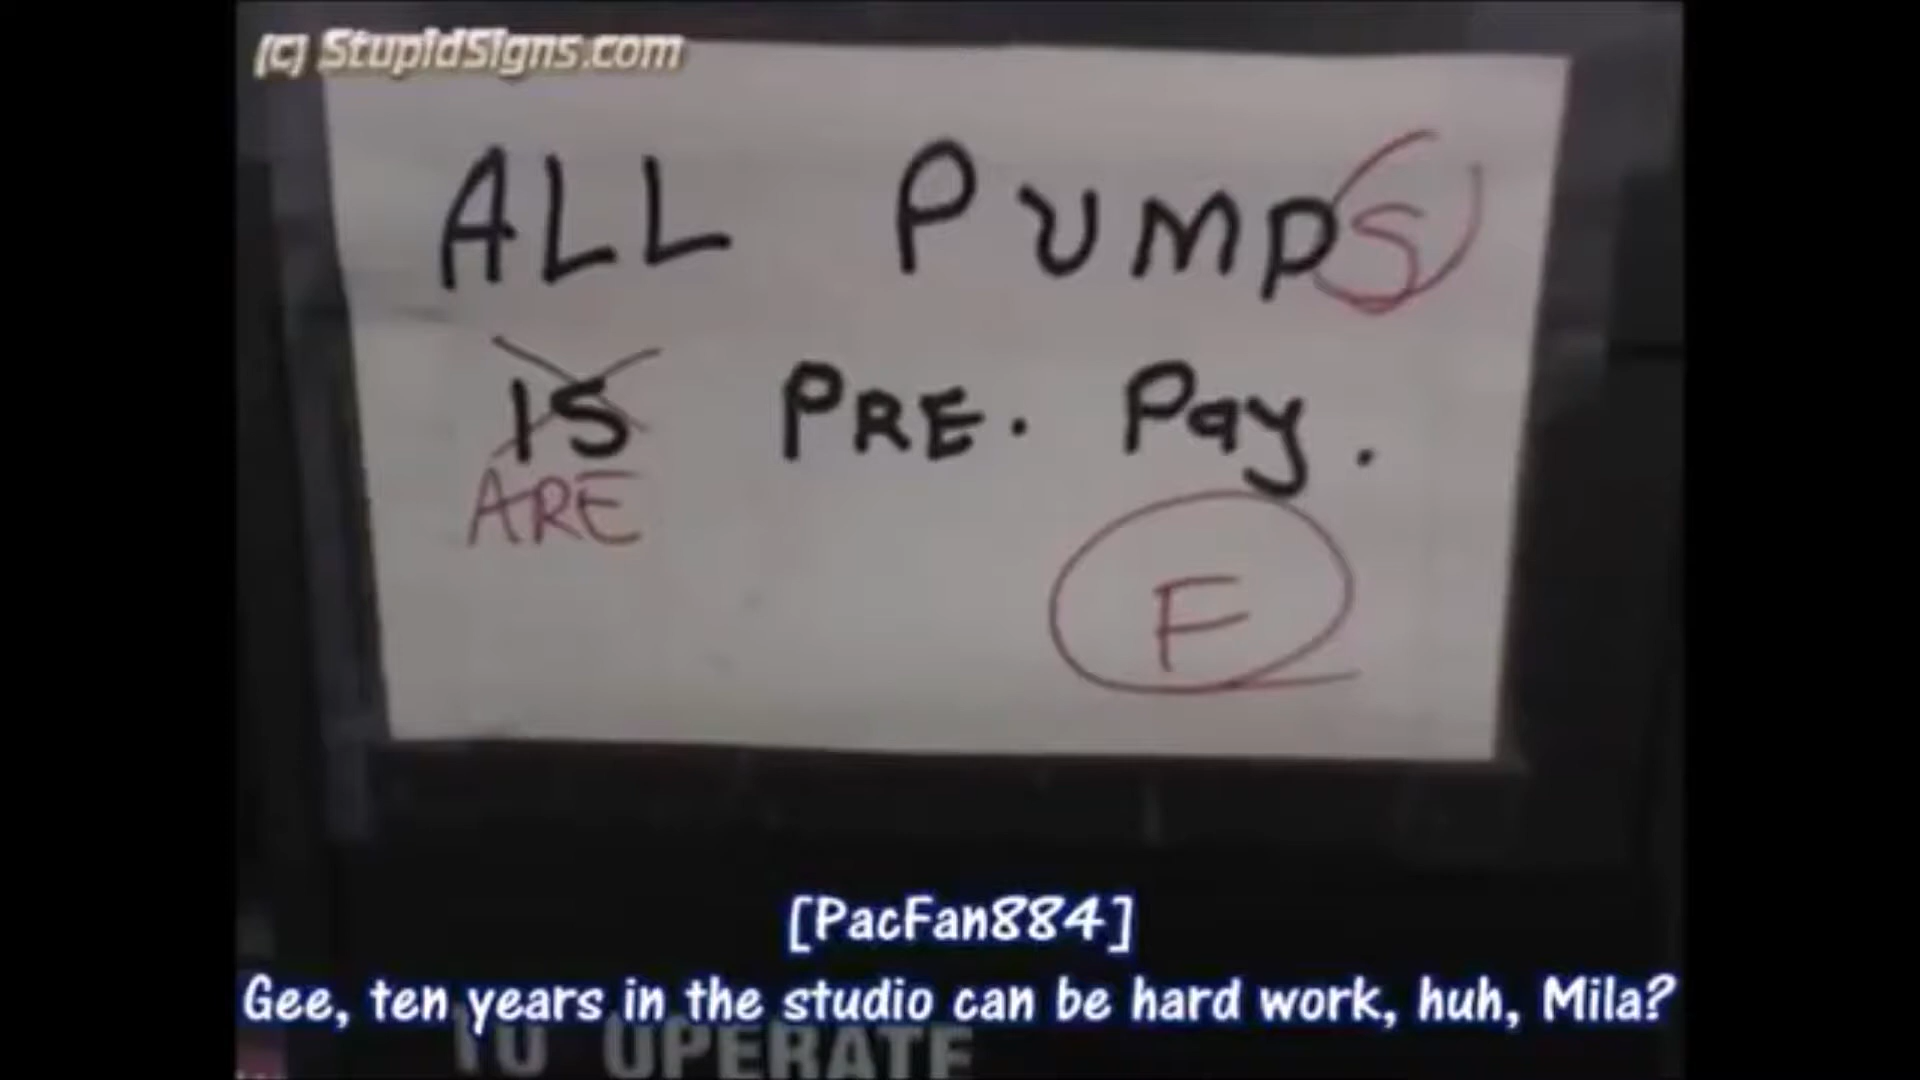 (c) StupidSigns.com
ALL PUMPS
IS PRE. Pay.
ARE
F
[PacFan884]
Gee, ten years in the studio can be hard work, huh, Mila?
TO OPERATE